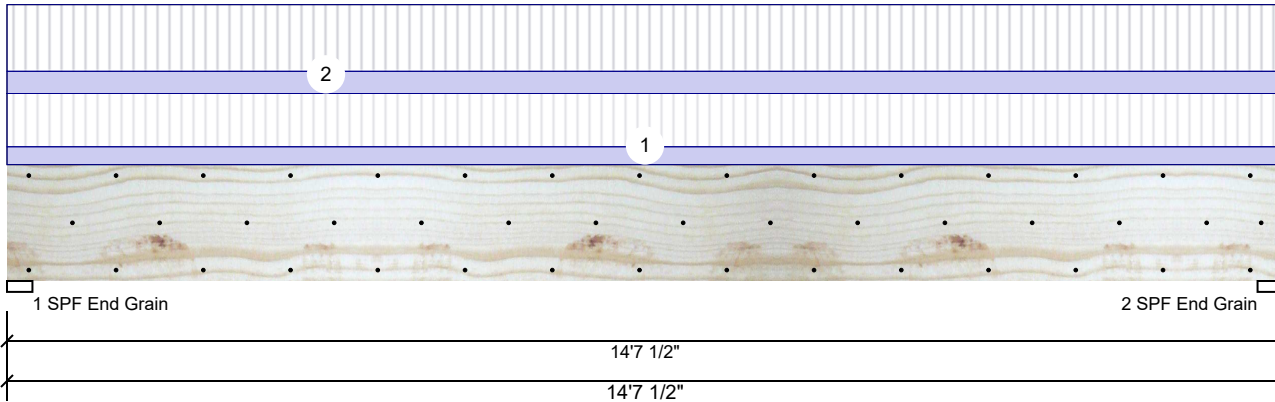 2
1
1 SPF End Grain
2 SPF End Grain
14'7 1/2"
14'7 1/2"